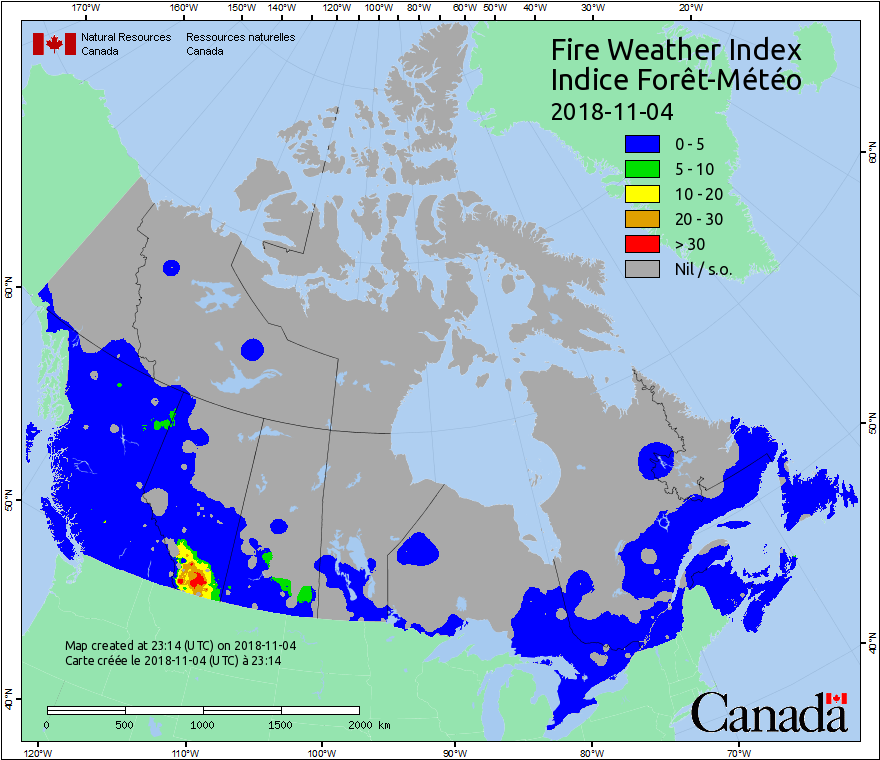 170°W 160°W 150°W 140°W 130°W 120°W 110°W 100°W 90°W 80°W 60°W 50°W 40°W 30°W 20°W
Natural Resources Canada
Ressources naturelles Canada
Fire Weather Index
Indice Forêt-Météo
2018-11-04
0 - 5
5 - 10
10 - 20
20 - 30
> 30
Nil / s.o.
60°N
60°N
50°N
50°N
40°N
40°N
Map created at 23:14 (UTC) on 2018-11-04
Carte créée le 2018-11-04 (UTC) à 23:14
0 500 1000 1500 2000 km
Canada
120°W 110°W 100°W 90°W 80°W 70°W